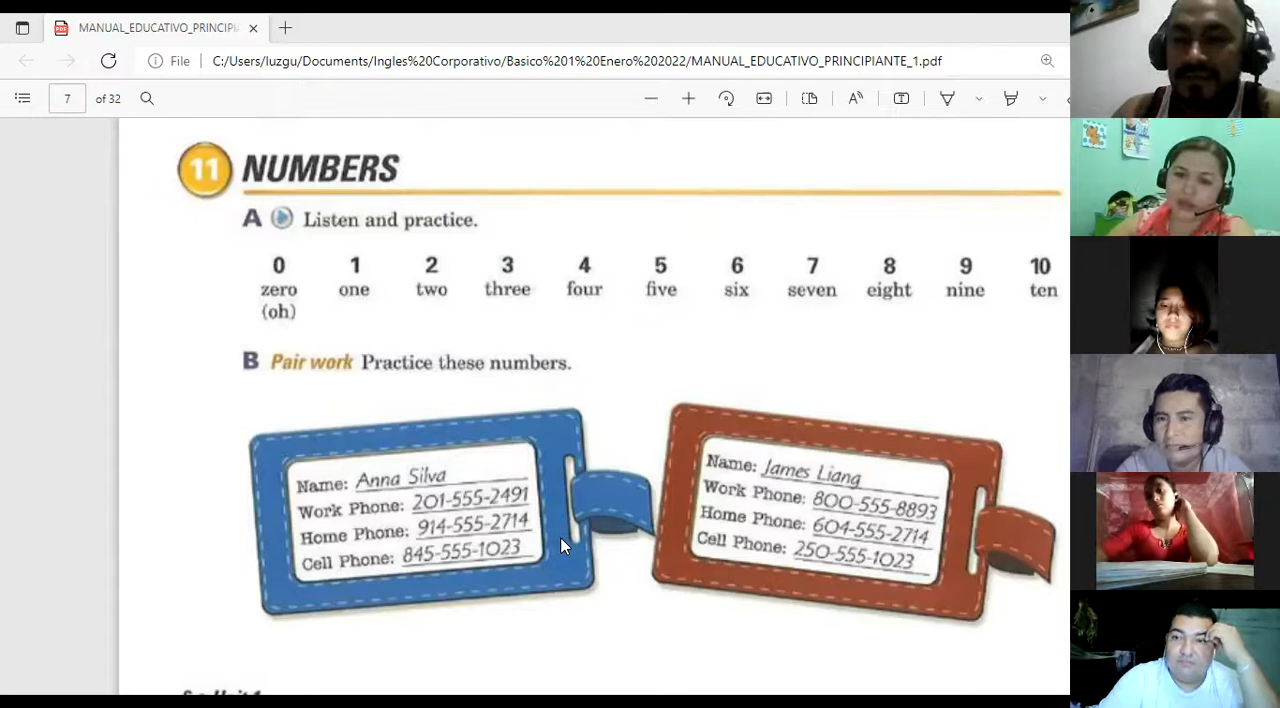 MANUAL_EDUCATIVO_PRINCIPI
File
C:/Users/luzgu/Documents/Ingles%20Corporativo/Basico%201%20Enero%202022/MANUAL_EDUCATIVO_PRINCIPIANTE_1.pdf
7 of 32
11 NUMBERS
A Listen and practice.
0 1 2 3 4 5 6 7 8 9 10
zero one two three four five six seven eight nine ten
(oh)
B Pair work Practice these numbers.
Name: Anna Silva
Work Phone: 201-555-2491
Home Phone: 914-555-2714
Cell Phone: 845-555-1023
Name: James Liang
Work Phone: 800-555-8893
Home Phone: 604-555-2714
Cell Phone: 250-555-1023